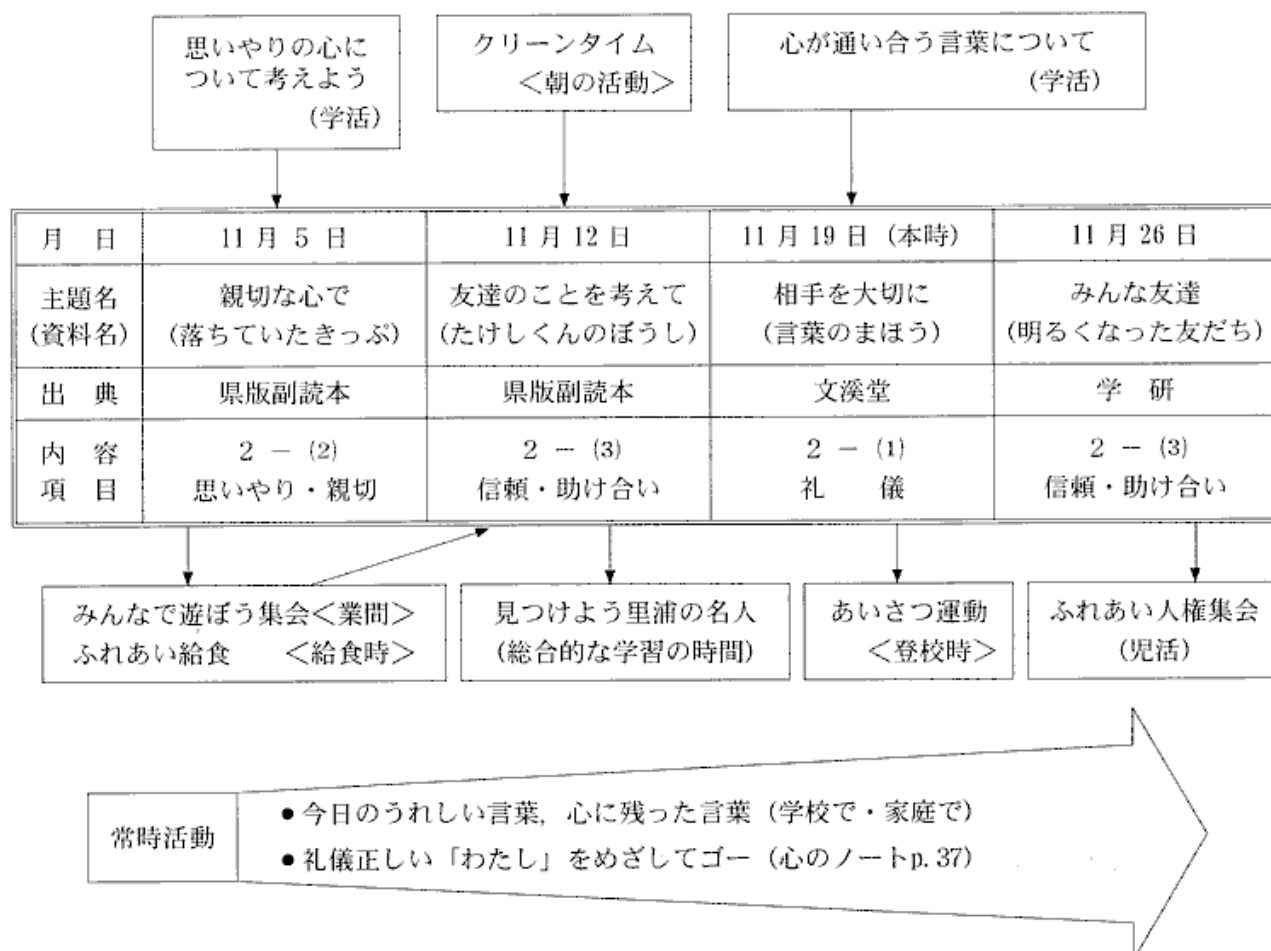 思いやりの心に
ついて考えよう
(学活)
クリーンタイム
<朝の活動>
心が通い合う言葉について
(学活)
月 日
11月 5 日
11月 12日
11月 19日 (本時)
11月 26日
主題名
(資料名)
親切な心で
(落ちていたきっぷ)
友達のことを考えて
(たけしくんのぼうし)
相手を大切に
(言葉のまほう)
みんな友達
(明るくなった友だち)
出 典
県版副読本
県版副読本
文溪堂
学 研
内 容
項 目
2 − (2)
思いやり・親切
2 − (3)
信頼・助け合い
2 − (1)
礼 儀
2 − (3)
信頼・助け合い
みんなで遊ぼう集会<業間>
ふれあい給食 <給食時>
見つけよう里浦の名人
(総合的な学習の時間)
あいさつ運動
<登校時>
ふれあい人権集会
(児活)
常時活動
●今日のうれしい言葉,心に残った言葉 (学校で・家庭で)
●礼儀正しい「わたし」をめざしてゴー (心のノートp.37)